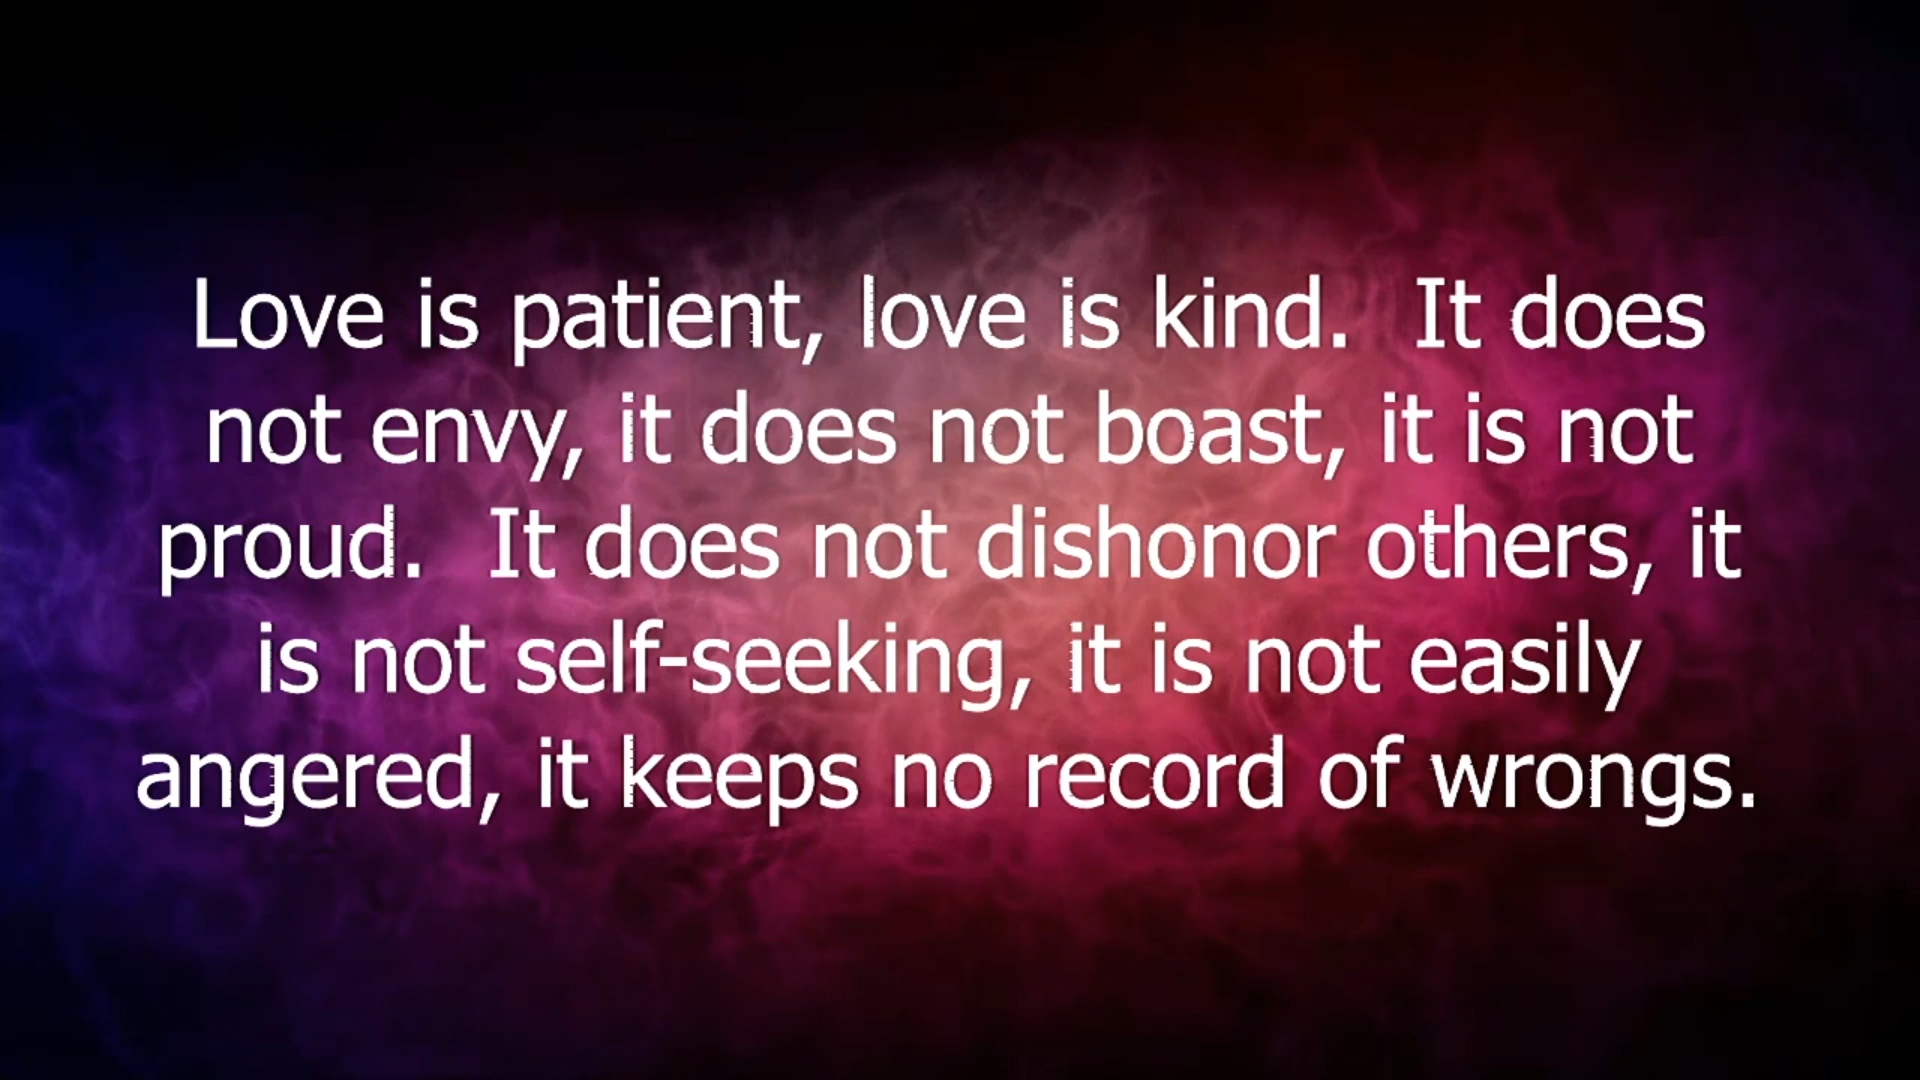 Love is patient, love is kind.  It does
not envy, it does not boast, it is not
proud.  It does not dishonor others, it
is not self-seeking, it is not easily
angered, it keeps no record of wrongs.